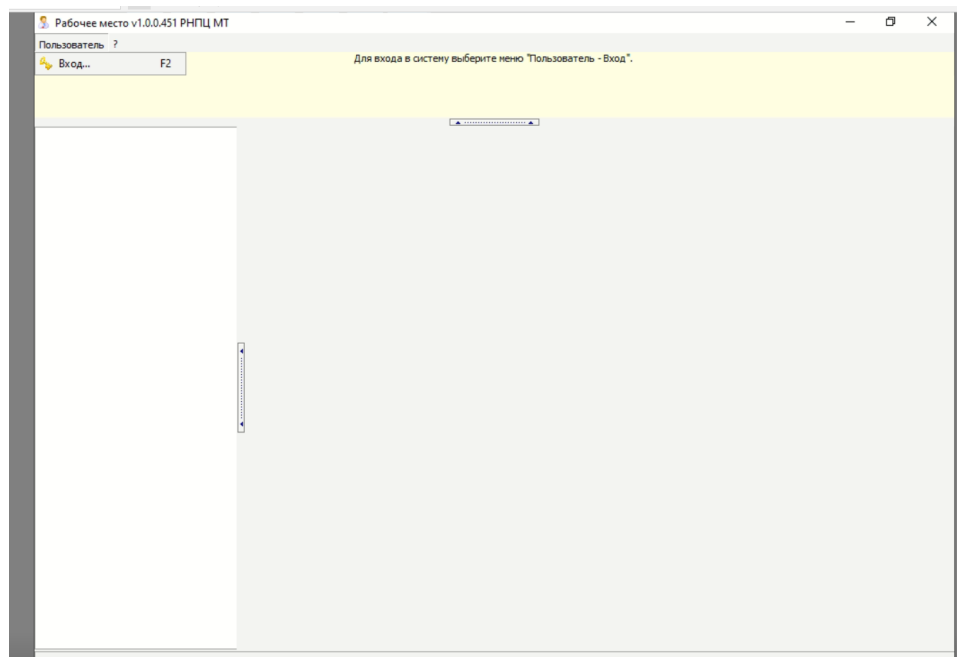 Рабочее место v1.0.0.451 РНПЦ МТ
Пользователь ?
Вход... F2
Для входа в систему выберите меню "Пользователь - Вход".